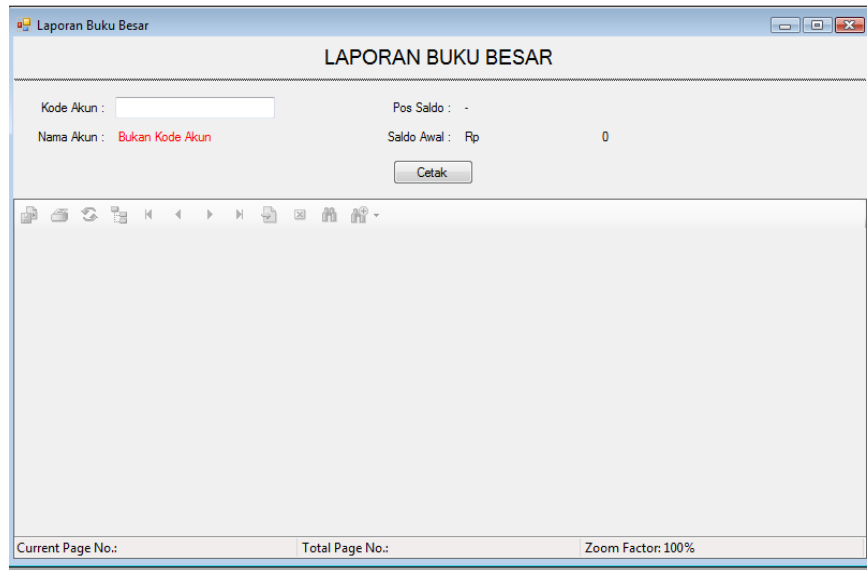 Laporan Buku Besar
LAPORAN BUKU BESAR
Kode Akun : Pos Saldo : -
Nama Akun : Bukan Kode Akun Saldo Awal : Rp 0
Cetak
Current Page No.: Total Page No.: Zoom Factor: 100%